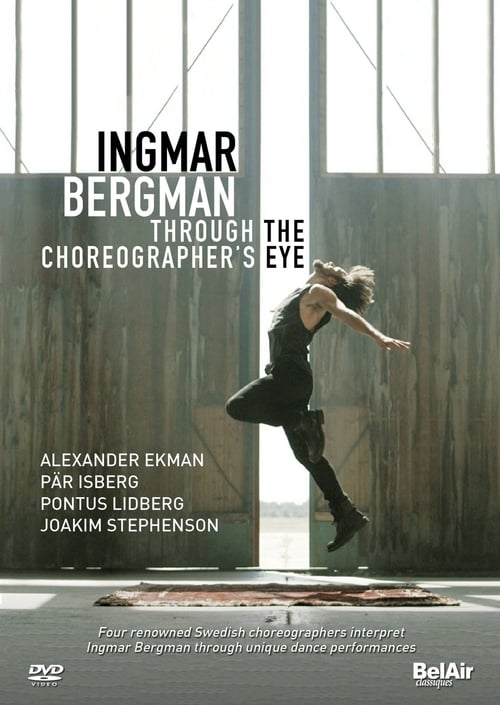 INGMAR
BERGMAN
THROUGH THE
CHOREOGRAPHER'S EYE
ALEXANDER EKMAN
PÄR ISBERG
PONTUS LIDBERG
JOAKIM STEPHENSON
Four renowned Swedish choreographers interpret
Ingmar Bergman through unique dance performances
DVD
VIDEO
BelAir
classiques